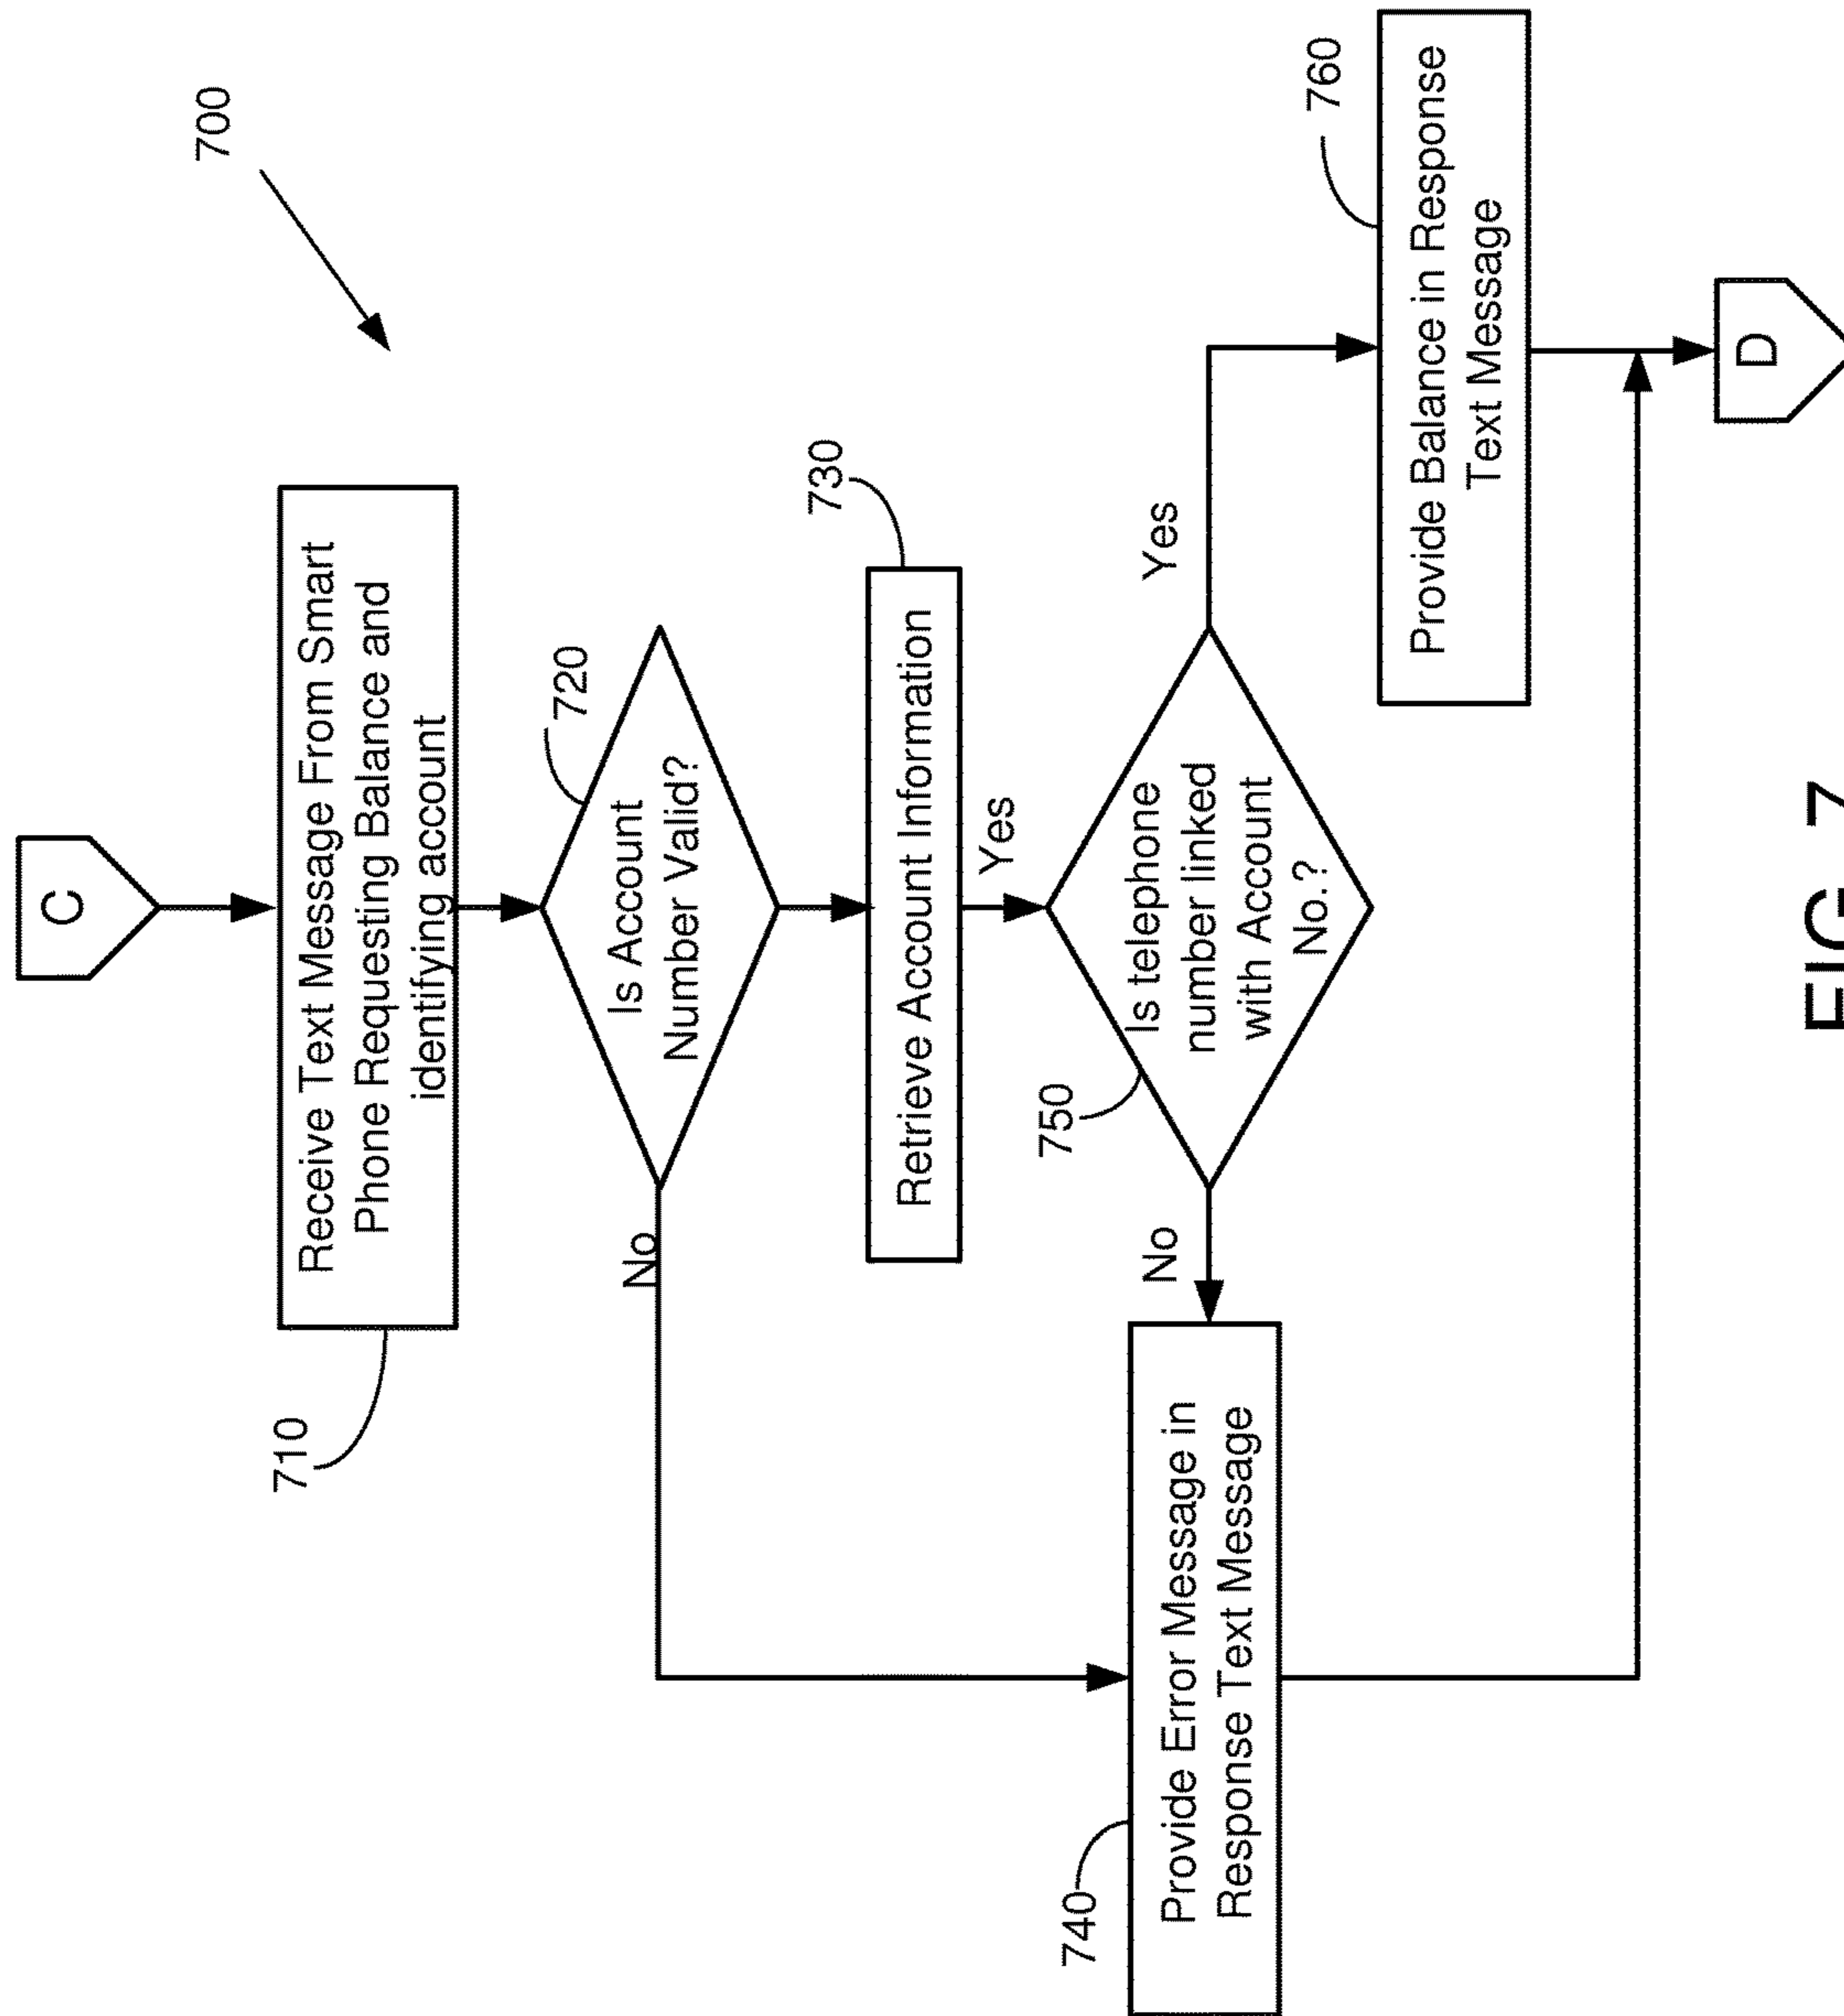 700
C
710
Receive Text Message From Smart
Phone Requesting Balance and
identifying account
720
Is Account
Number Valid?
No
730
Retrieve Account Information
Yes
750
Is telephone
number linked
with Account
No.?
No
Yes
740
Provide Error Message in
Response Text Message
760
Provide Balance in Response
Text Message
D
FIG. 7